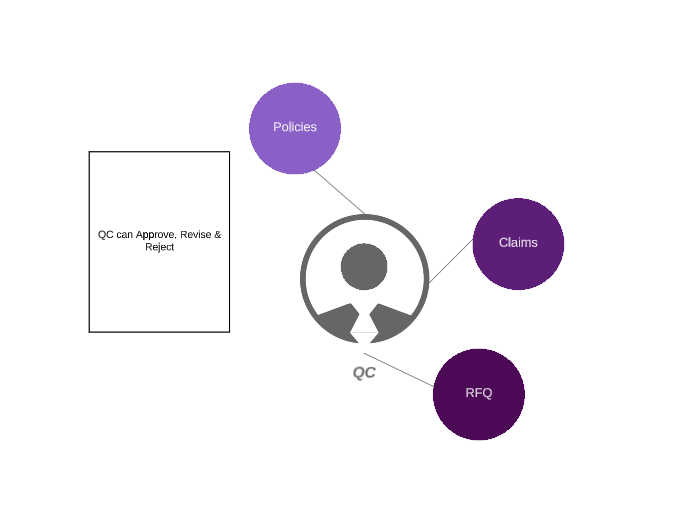 Policies
QC can Approve, Revise &
Reject
Claims
QC
RFQ